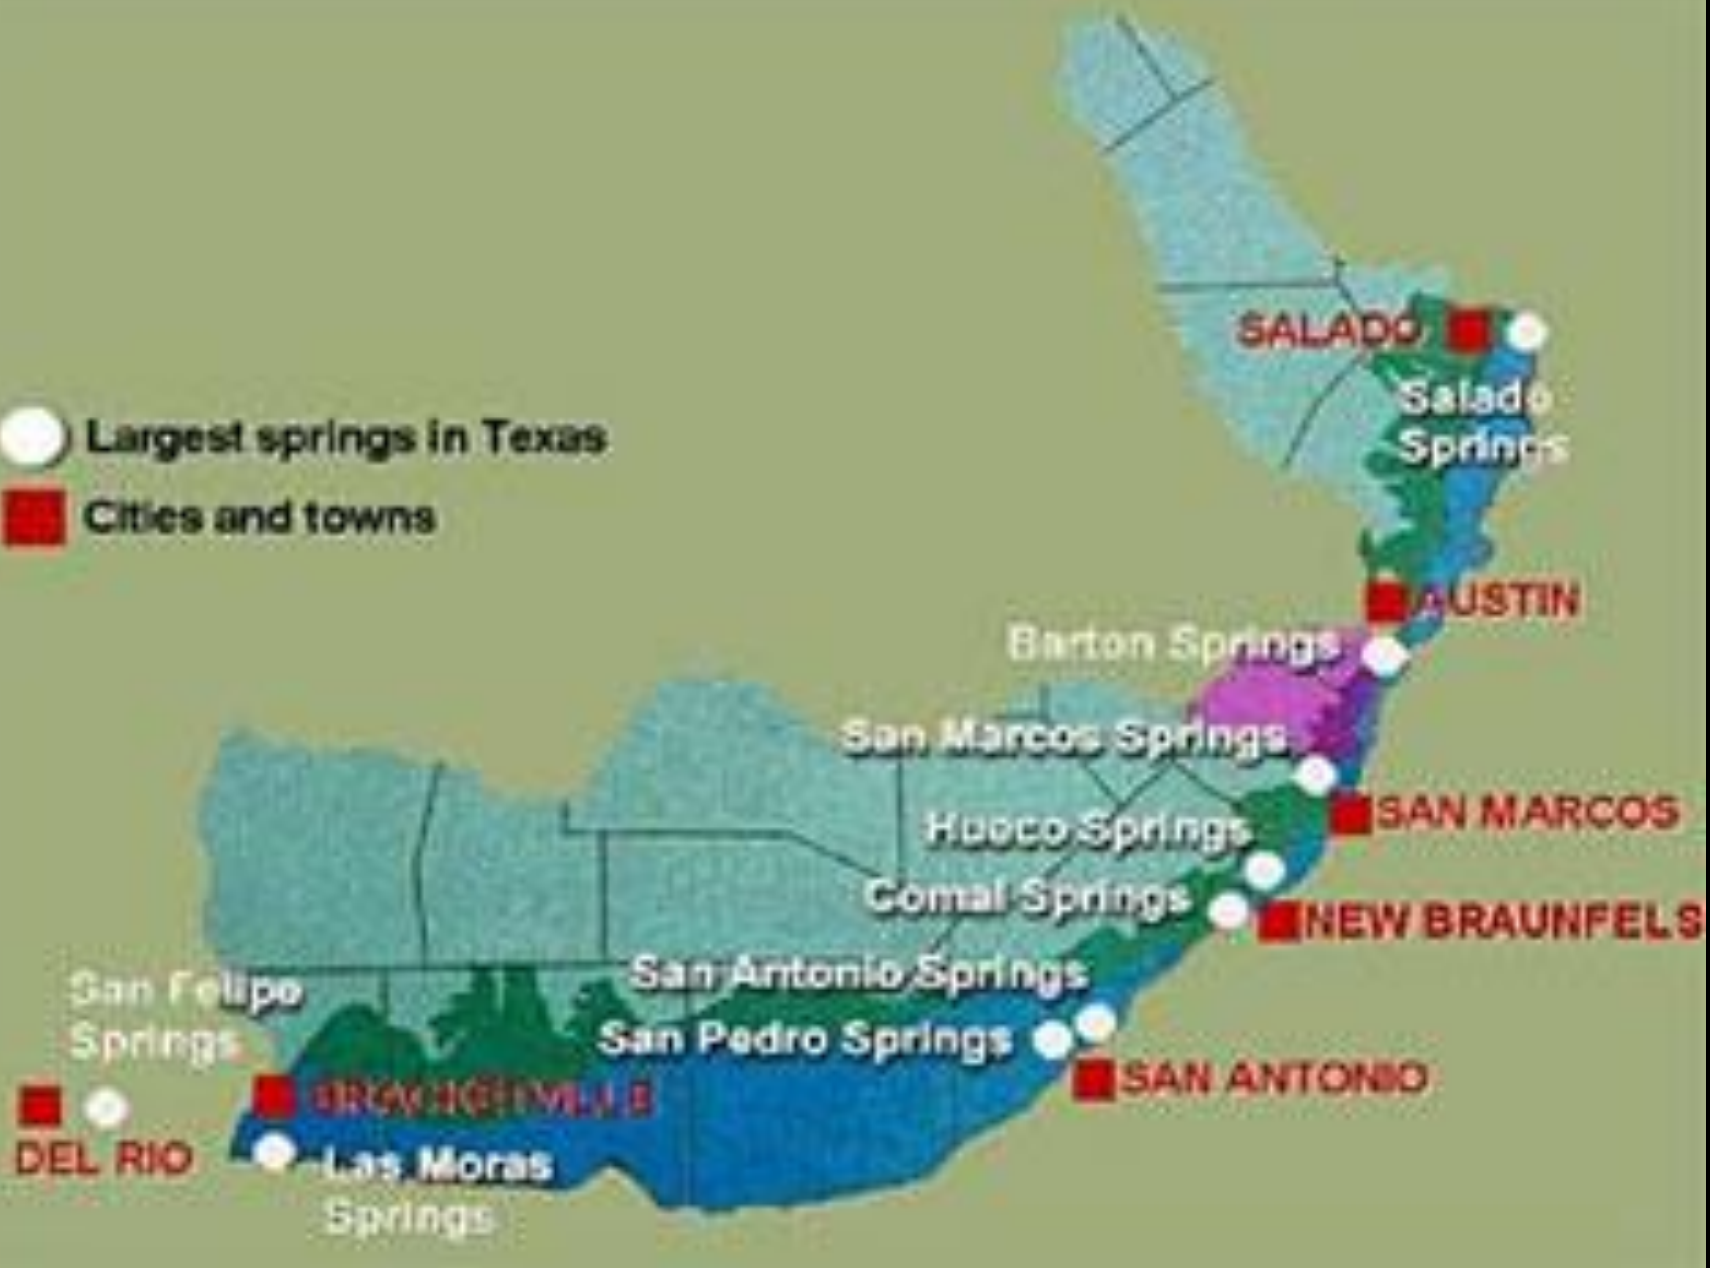 SALADO
Salado
Springs
Largest springs in Texas
Cities and towns
AUSTIN
Barton Springs
San Marcos Springs
SAN MARCOS
Huoco Springs
Comal Springs
NEW BRAUNFELS
San Antonio Springs
San Felipe
Springs
San Pedro Springs
SAN ANTONIO
DEL RIO
Las Moras
Springs